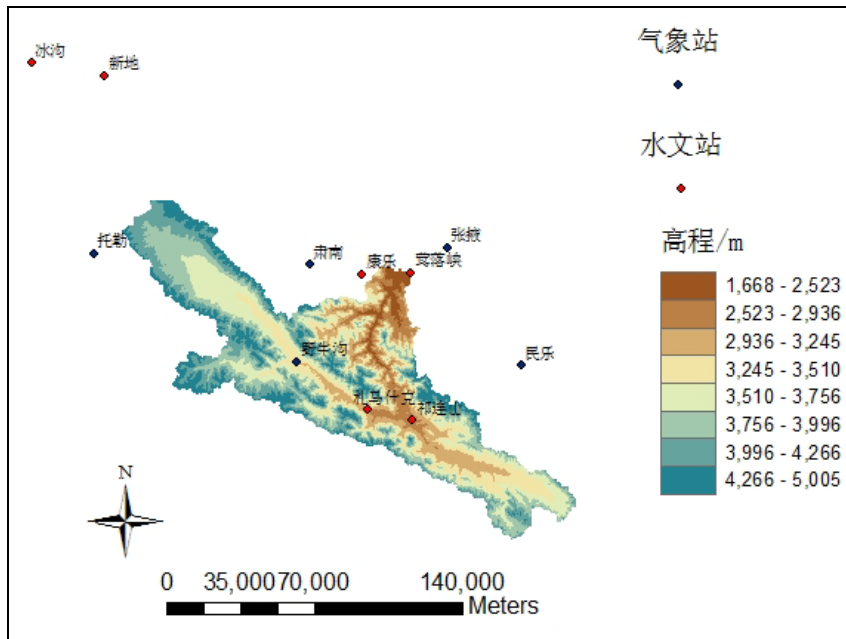 冰沟
新地
气象站
水文站
托勒
肃南
康乐
莺落峡
张掖
高程/m
1,668 - 2,523
2,523 - 2,936
2,936 - 3,245
3,245 - 3,510
3,510 - 3,756
3,756 - 3,996
3,996 - 4,266
4,266 - 5,005
野牛沟
民乐
札马什克
祁连山
N
0 35,000 70,000 140,000
Meters